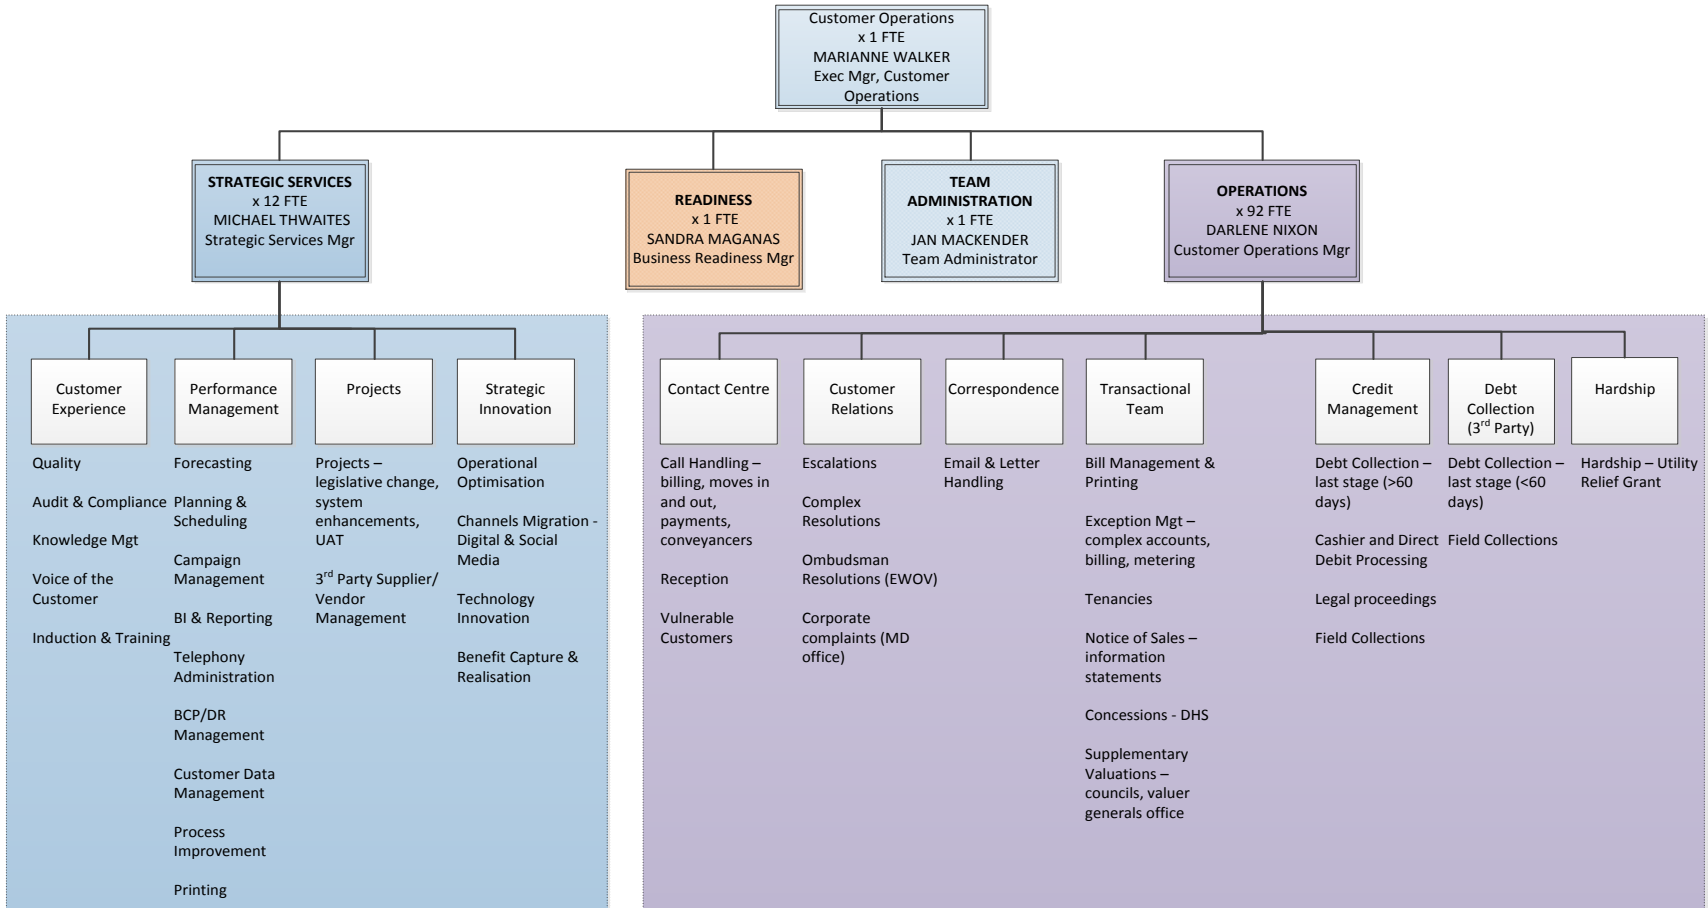 Customer Operations
x 1 FTE
MARIANNE WALKER
Exec Mgr, Customer
Operations
STRATEGIC SERVICES
x 12 FTE
MICHAEL THWAITES
Strategic Services Mgr
READINESS
x 1 FTE
SANDRA MAGANAS
Business Readiness Mgr
TEAM
ADMINISTRATION
x 1 FTE
JAN MACKENDER
Team Administrator
OPERATIONS
x 92 FTE
DARLENE NIXON
Customer Operations Mgr
Customer
Experience
Quality
Audit & Compliance
Knowledge Mgt
Voice of the
Customer
Induction & Training
Performance
Management
Forecasting
Planning &
Scheduling
Campaign
Management
BI & Reporting
Telephony
Administration
BCP/DR
Management
Customer Data
Management
Process
Improvement
Printing
Projects
Projects –
legislative change,
system
enhancements,
UAT
3rd Party Supplier/
Vendor
Management
Strategic
Innovation
Operational
Optimisation
Channels Migration -
Digital & Social
Media
Technology
Innovation
Benefit Capture &
Realisation
Contact Centre
Call Handling –
billing, moves in
and out,
payments,
conveyancers
Reception
Vulnerable
Customers
Customer
Relations
Escalations
Complex
Resolutions
Ombudsman
Resolutions (EWOV)
Corporate
complaints (MD
office)
Correspondence
Email & Letter
Handling
Transactional
Team
Bill Management &
Printing
Exception Mgt –
complex accounts,
billing, metering
Tenancies
Notice of Sales –
information
statements
Concessions - DHS
Supplementary
Valuations –
councils, valuer
generals office
Credit
Management
Debt Collection –
last stage (>60
days)
Cashier and Direct
Debit Processing
Legal proceedings
Field Collections
Debt
Collection
(3rd Party)
Debt Collection –
last stage (<60
days)
Field Collections
Hardship
Hardship – Utility
Relief Grant